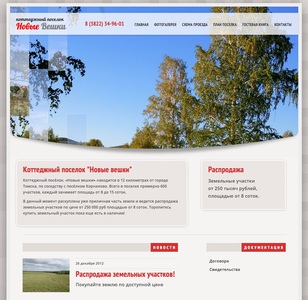 коттеджный поселок
Новые Вешки
8 (3822) 34-96-01
ГЛАВНАЯ ФОТОГАЛЕРЕЯ СХЕМА ПРОЕЗДА ПЛАН ПОСЕЛКА ГОСТЕВАЯ КНИГА КОНТАКТЫ
Коттеджный поселок "Новые вешки"
Коттеджный посёлок, «Новые вешки» находится в 13 километрах от города
Томска, по соседству с посёлком Корнилово. Всего в поселке примерно 600
участков, каждый занимает площадь от 8 до 15 соток.
В данный момент раскуплена уже приличная часть земли и ведется распродажа
земельных участков по цене от 250 000 руб площадью от 8 соток. Торопитесь
купить земельный участок пока еще есть в наличии!
Распродажа
Земельные участки
от 250 тысяч рублей,
площадью от 8 соток.
НОВОСТИ
26 декабря 2012
Распродажа земельных участков!
Покупайте землю по доступной цене
ДОКУМЕНТАЦИЯ
Договора
Свидетельства